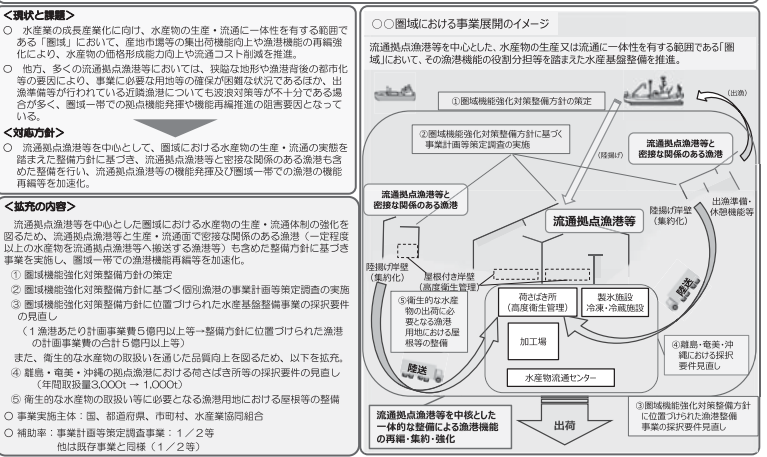 <現状と課題>
○ 水産業の成長産業化に向け、水産物の生産・流通に一体性を有する範囲で
ある「圏域」において、産地市場等の集出荷機能向上や漁港機能の再編強
化により、水産物の価格形成力向上や流通コスト削減を推進。
○ 他方、多くの流通拠点漁港等においては、狭隘な地形や漁港背後の都市化
等の要因により、事業に必要な用地等の確保が困難な状況であるほか、出
漁準備等が行われている近隣漁港についても波浪対策等が不十分である場
合が多く、圏域一帯での拠点機能発揮や機能再編推進の阻害要因となって
いる。
<対応方針>
○ 流通拠点漁港等を中心として、圏域における水産物の生産・流通の実態を
踏まえた整備方針に基づき、流通拠点漁港等と密接な関係のある漁港も含
めた整備を行い、流通拠点漁港等の機能発揮及び圏域一帯での漁港の機能
再編等を加速化。
<拡充の内容>
流通拠点漁港等を中心とした圏域における水産物の生産・流通体制の強化を
図るため、流通拠点漁港等と生産・流通面で密接な関係のある漁港（一定程度
以上の水産物を流通拠点漁港等へ搬送する漁港等）も含めた整備方針に基づき
事業を実施し、圏域一帯での機能再編等を加速化。
① 圏域機能強化対策整備方針の策定
② 圏域機能強化対策整備方針に基づく個別漁港の事業計画等策定調査の実施
③ 圏域機能強化対策整備方針に位置づけられた水産基盤整備事業の採択要件
の見直し
（１漁港あたり計画事業費５億円以上等→整備方針に位置づけられた漁港
の計画事業費の合計５億円以上等）
また、衛生的な水産物の取扱いを通じた品質向上を図るため、以下を拡充。
④ 離島・奄美・沖縄の拠点漁港における荷さばき所等の採択要件の見直し
（年間取扱量3,000t → 1,000t）
⑤ 衛生的な水産物の取扱い等に必要となる漁港用地における屋根等の整備
○ 事業実施主体：国、都道府県、市町村、水産業協同組合
○ 補助率：事業計画等策定調査事業：１／２等
他は既存事業と同様（１／２等）
○○圏域における事業展開のイメージ
流通拠点漁港等を中心とした、水産物の生産又は流通に一体性を有する範囲である「圏
域」において、その漁港機能の役割分担等を踏まえた水産基盤整備を推進。
①圏域機能強化対策整備方針の策定
（出漁）
②圏域機能強化対策整備方針に基づく
事業計画等策定調査の実施
（陸揚げ）
流通拠点漁港等と
密接な関係のある漁港
流通拠点漁港等と
密接な関係のある漁港
流通拠点漁港等
陸揚げ岸壁
（集約化）
出漁準備・
休憩機能等
陸揚げ岸壁
（集約化）
屋根付き岸壁
（高度衛生管理）
⑤衛生的な水産
物の出荷に必
要となる漁港
用地における屋
根等の整備
荷さばき所
（高度衛生管理）
製氷施設
冷凍・冷蔵施設
陸送
加工場
④離島・奄美・沖
縄における採択
要件見直し
陸送
水産物流通センター
③圏域機能強化対策整備方針
に位置づけられた漁港整備
事業の採択要件見直し
流通拠点漁港等を中核とした
一体的な整備による漁港機能
の再編・集約・強化
出荷